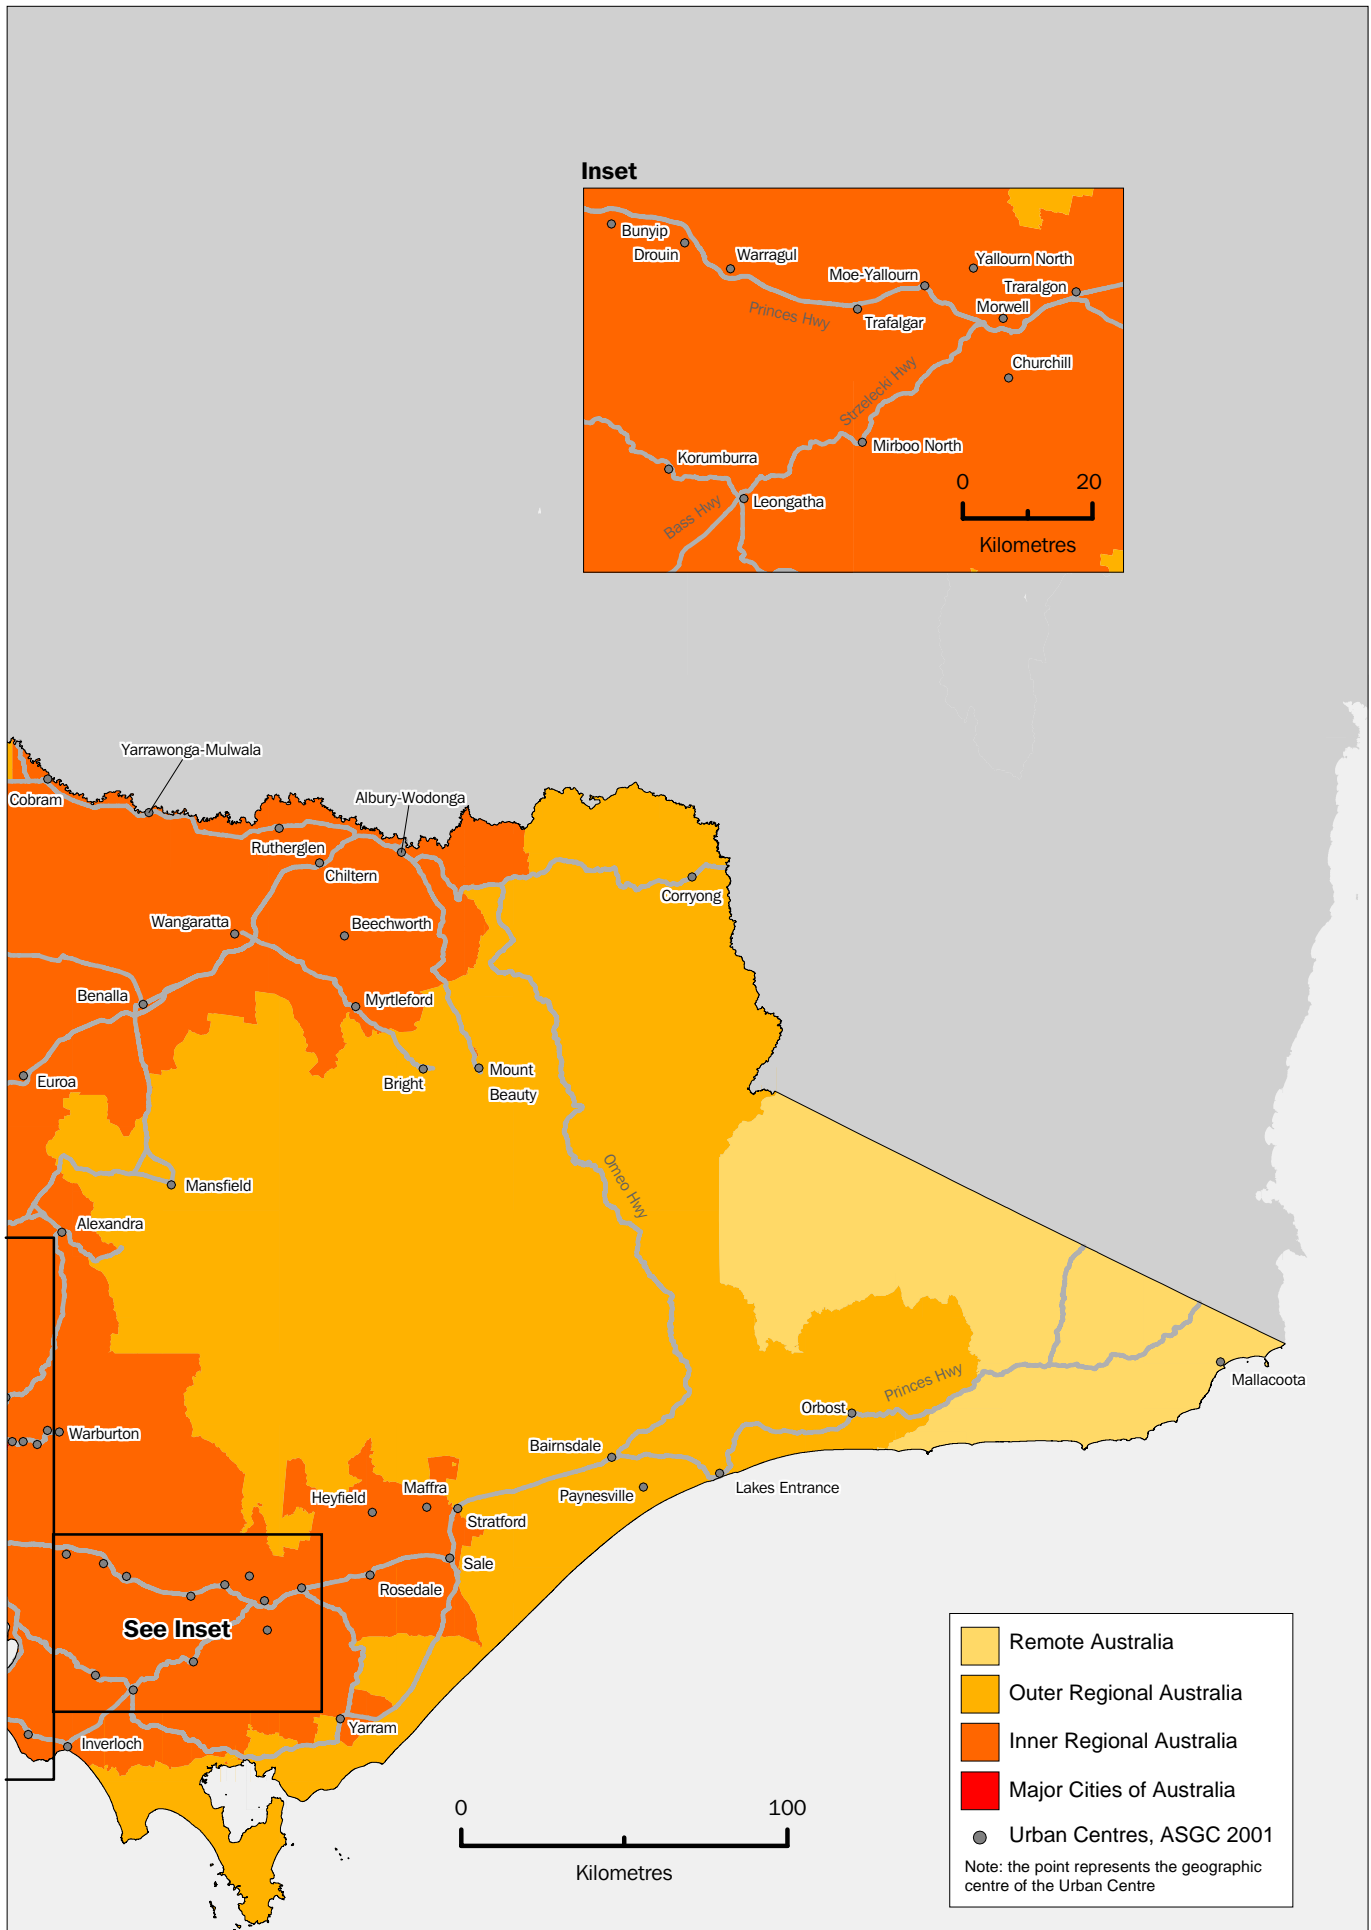 Inset
Bunyip
Drouin
Warragul
Moe-Yallourn
Yallourn North
Traralgon
Morwell
Princes Hwy
Trafalgar
Churchill
Strzelecki Hwy
Mirboo North
Korumburra
Leongatha
Bass Hwy
0 20
Kilometres
Yarrawonga-Mulwala
Cobram
Albury-Wodonga
Rutherglen
Chiltern
Corryong
Wangaratta
Beechworth
Benalla
Myrtleford
Euroa
Bright
Mount
Beauty
Mansfield
Omeo Hwy
Alexandra
Mallacoota
Princes Hwy
Orbost
Warburton
Bairnsdale
Lakes Entrance
Paynesville
Heyfield
Maffra
Stratford
Sale
Rosedale
See Inset
Yarram
Inverloch
0 100
Kilometres
Remote Australia
Outer Regional Australia
Inner Regional Australia
Major Cities of Australia
Urban Centres, ASGC 2001
Note: the point represents the geographic
centre of the Urban Centre